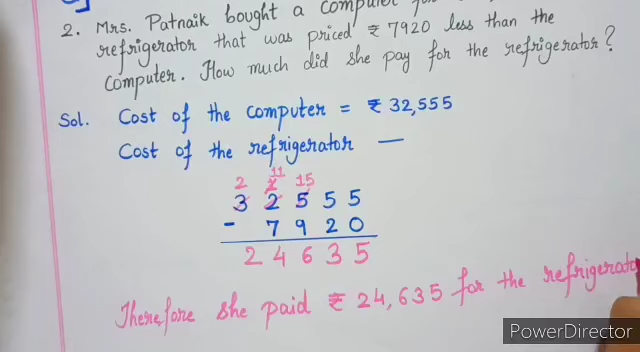 2. Mrs. Patnaik bought a computer
refrigerator that was priced ₹ 7920 less than the
computer. How much did she pay for the refrigerator?
Sol. Cost of the computer = ₹ 32,555
Cost of the refrigerator —
2 1 11 15
3 2 5 5 5
- 7 9 2 0
2 4 6 3 5
Therefore she paid ₹ 24,635 for the refrigerato
PowerDirector